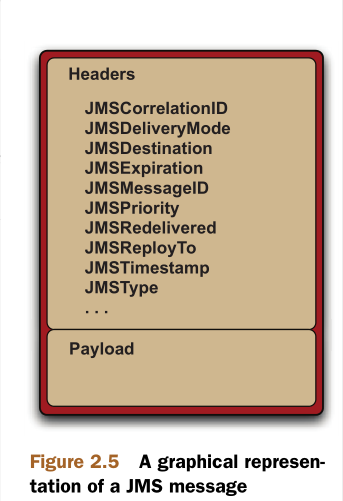 Headers
JMSCorrelationID
JMSDeliveryMode
JMSDestination
JMSExpiration
JMSMessageID
JMSPriority
JMSRedelivered
JMSReployTo
JMSTimestamp
JMSType
. . .
Payload
Figure 2.5 A graphical represen-
tation of a JMS message